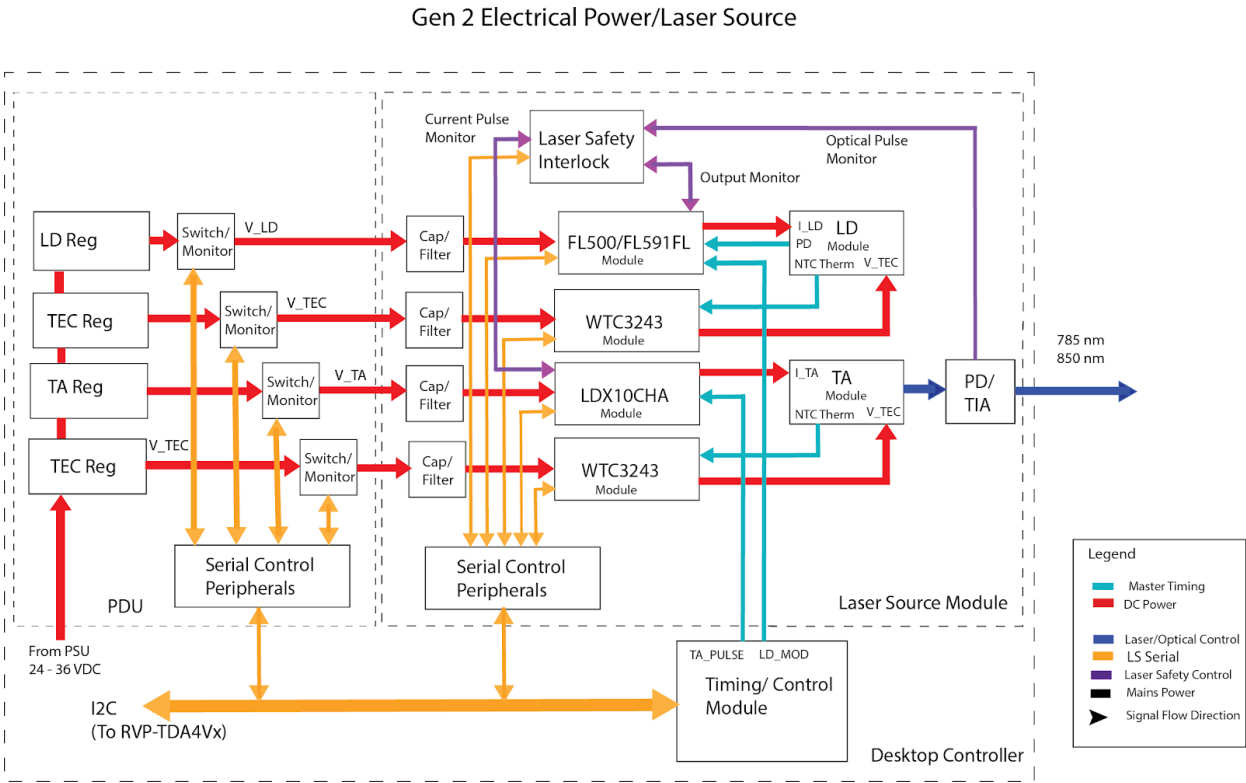 Gen 2 Electrical Power/Laser Source
Current Pulse
Monitor
Laser Safety
Interlock
Optical Pulse
Monitor
Output Monitor
LD Reg
Switch/
Monitor
V_LD
Cap/
Filter
FL500/FL591FL
Module
I_LD
LD
PD
Module
NTC Therm
V_TEC
TEC Reg
Switch/
Monitor
V_TEC
Cap/
Filter
WTC3243
Module
785 nm
850 nm
TA Reg
Switch/
Monitor
V_TA
Cap/
Filter
LDX10CHA
Module
I_TA
TA
Module
NTC Therm
V_TEC
PD/
TIA
TEC Reg
V_TEC
Switch/
Monitor
Cap/
Filter
WTC3243
Module
Serial Control
Peripherals
Serial Control
Peripherals
PDU
Laser Source Module
From PSU
24 - 36 VDC
TA_PULSE
LD_MOD
Timing/ Control
Module
I2C
(To RVP-TDA4Vx)
Desktop Controller
Legend
Master Timing
DC Power
Laser/Optical Control
LS Serial
Laser Safety Control
Mains Power
Signal Flow Direction